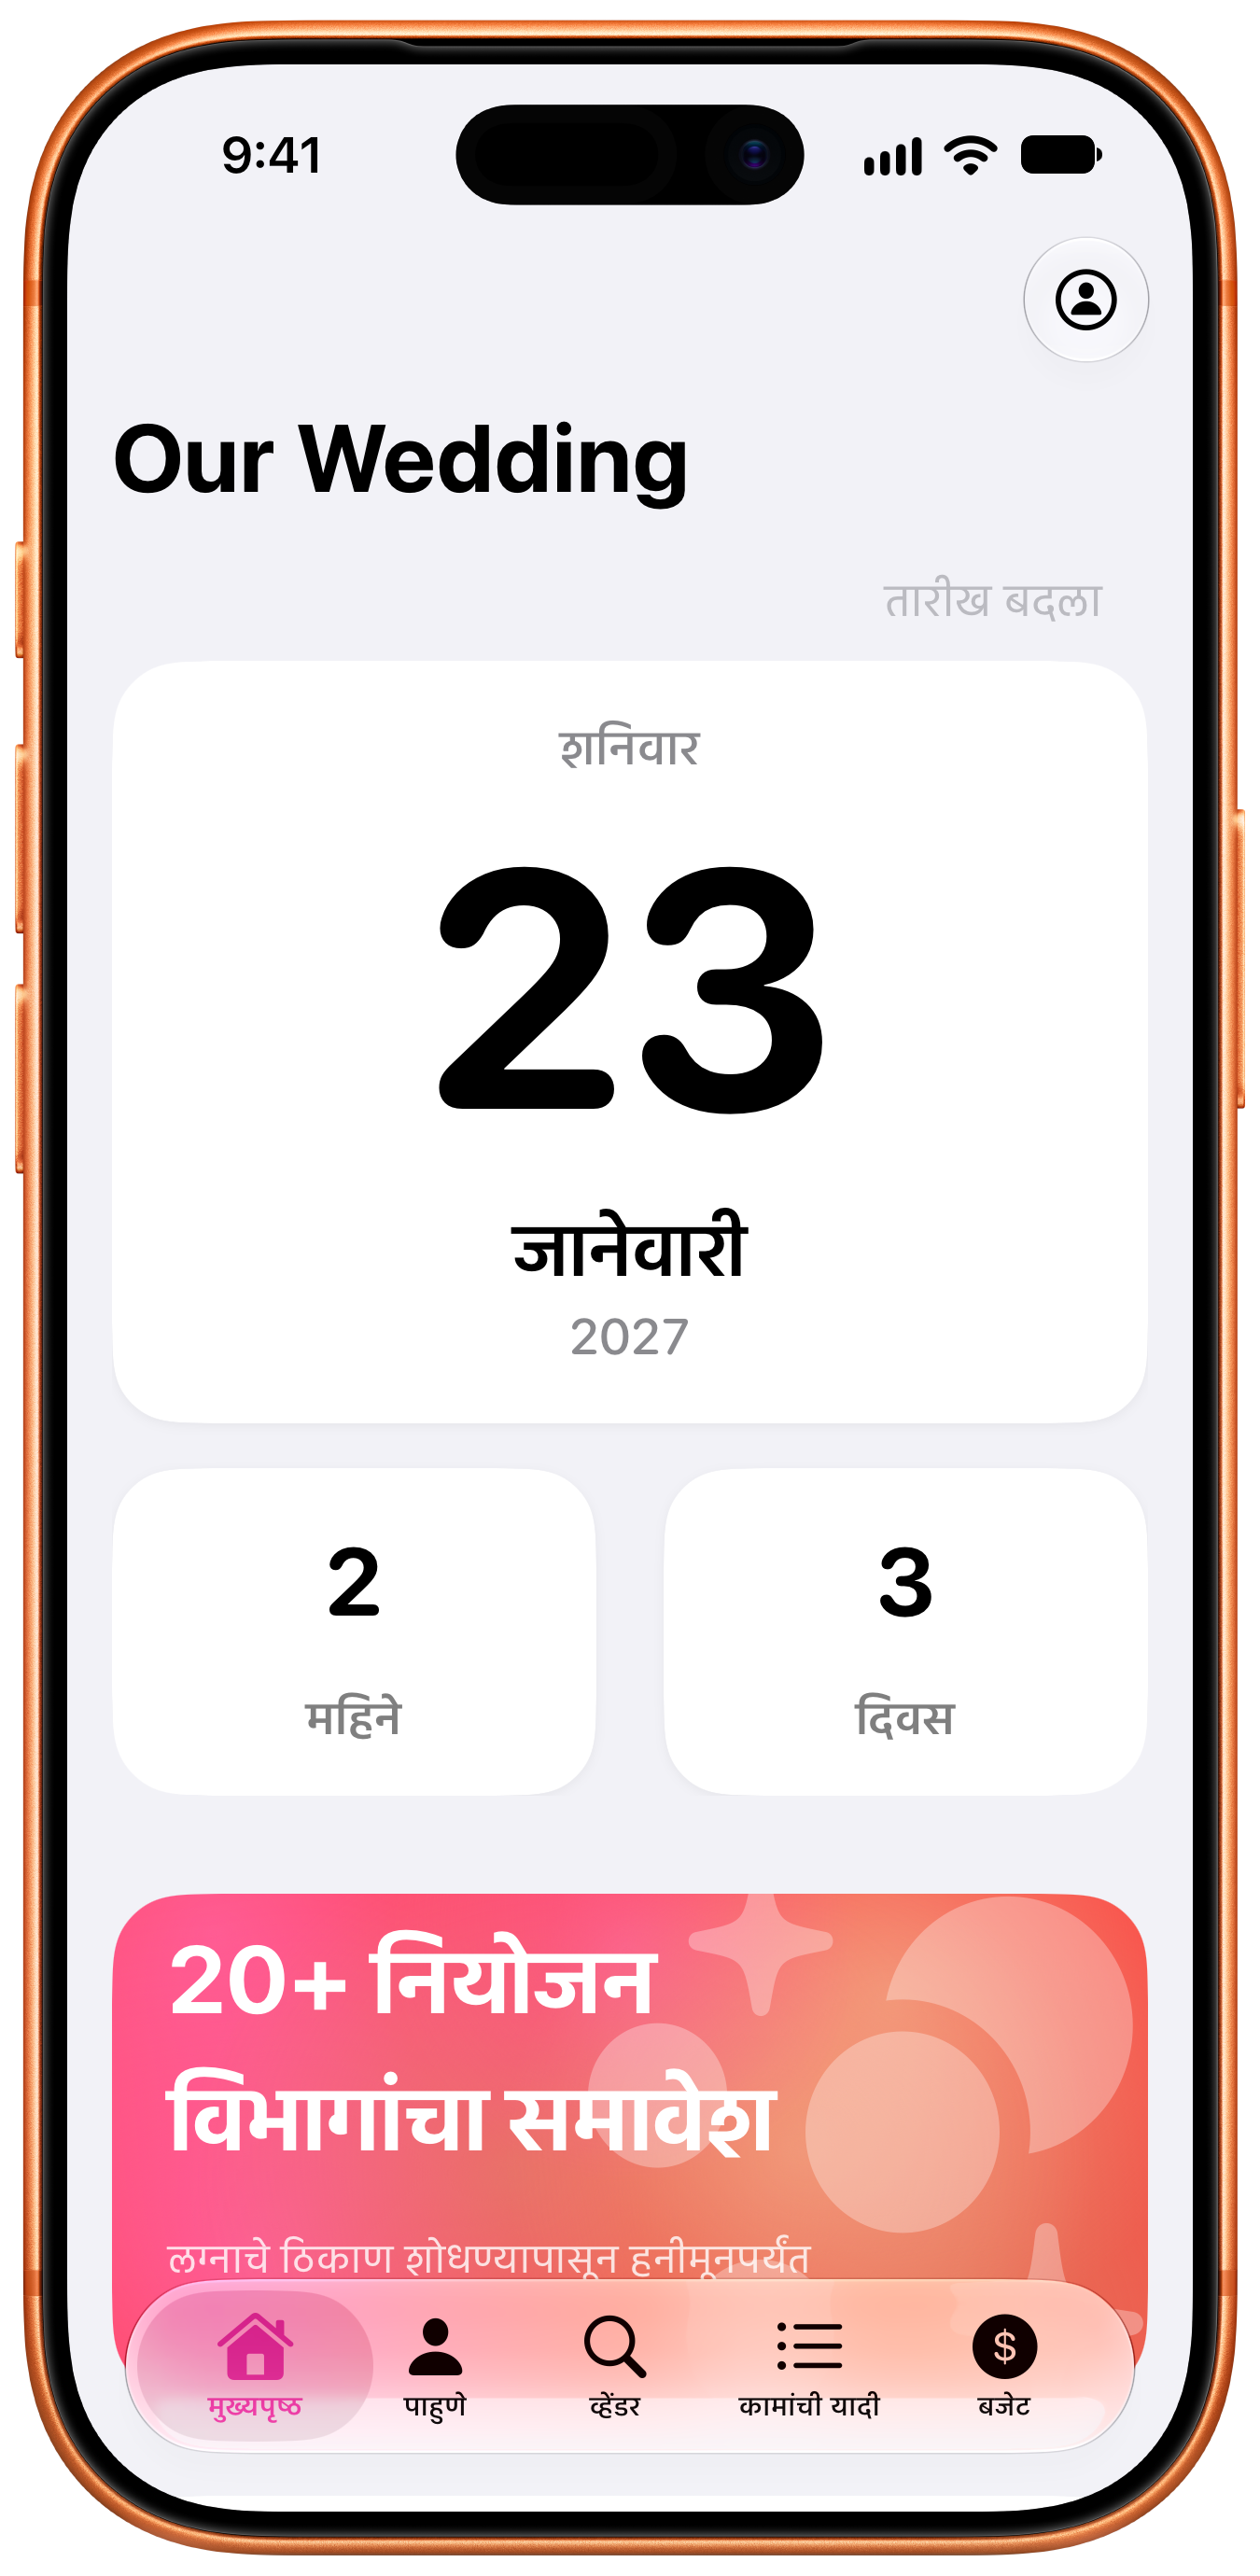 9:41
Our Wedding
तारीख बदला
शनिवार
23
जानेवारी
2027
2
महिने
3
दिवस
20+ नियोजन
विभागांचा समावेश
लग्नाचे ठिकाण शोधण्यापासून हनीमूनपर्यंत
मुख्यपृष्ठ
पाहुणे
व्हेंडर
कामांची यादी
बजेट